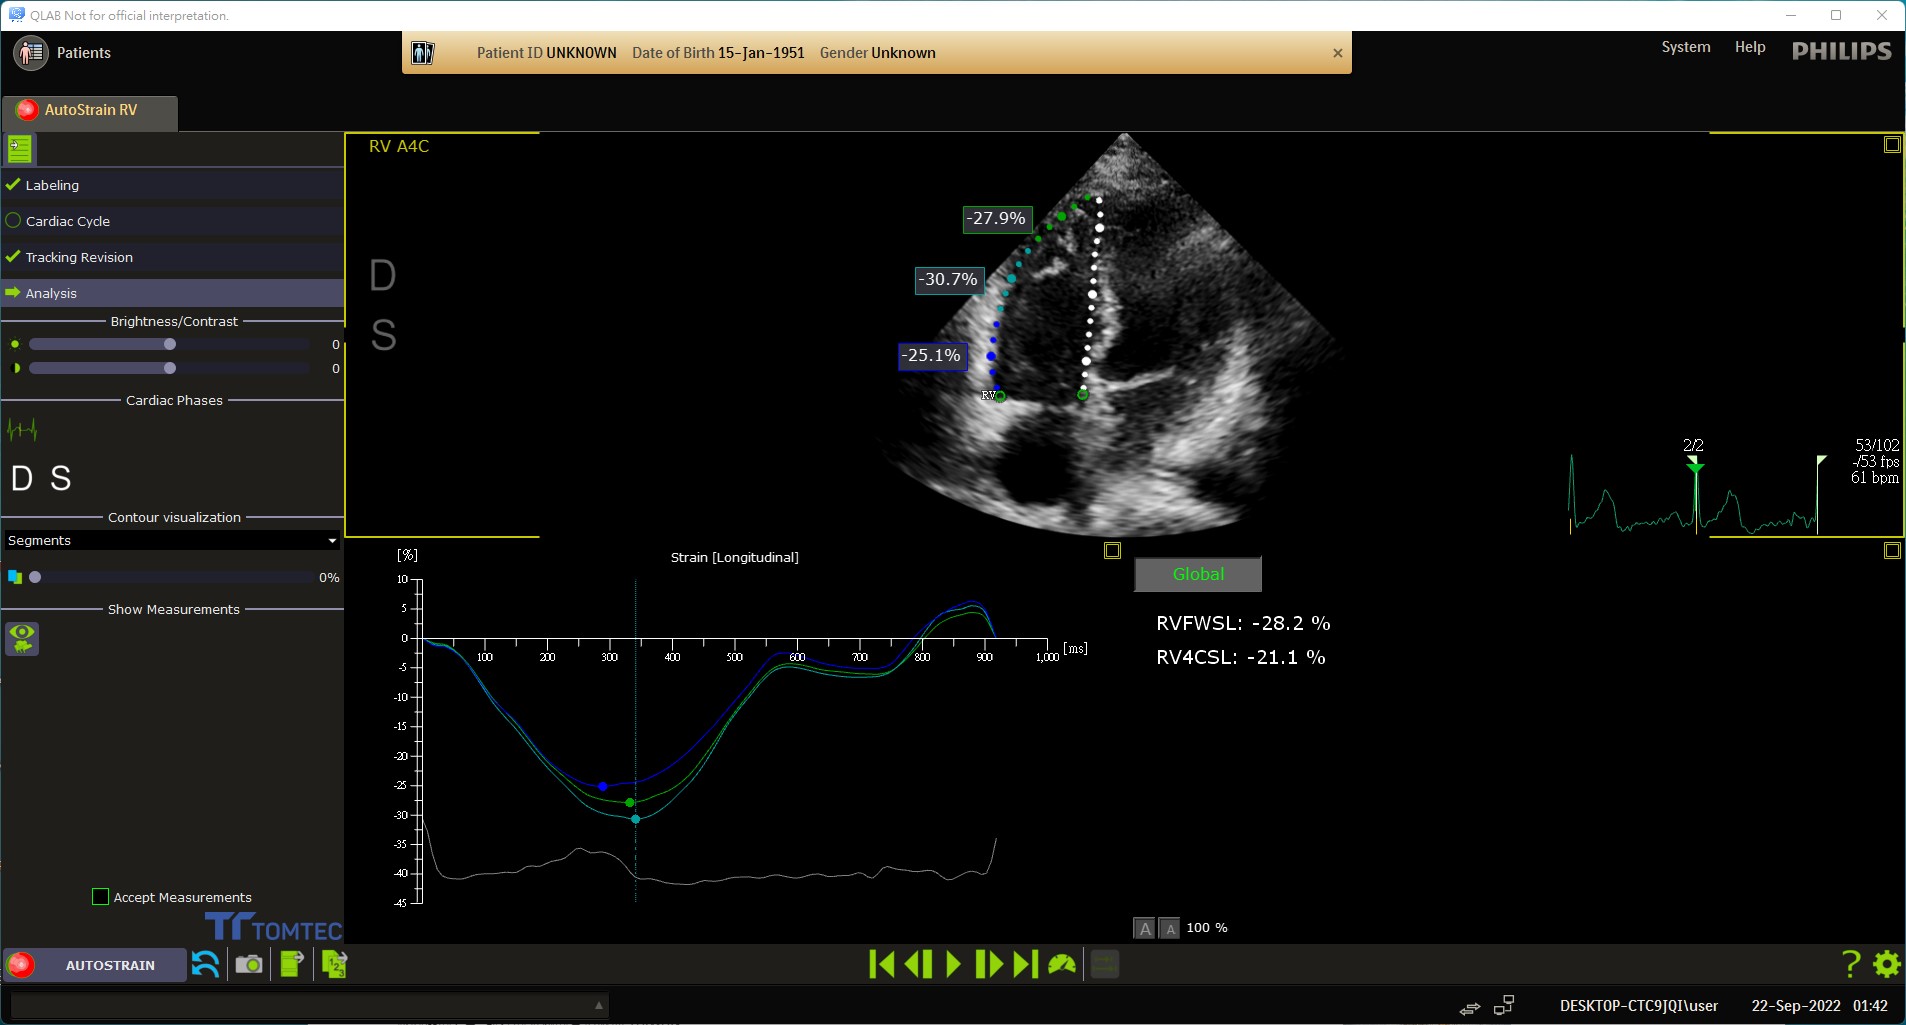 QLAB Not for official interpretation.
Patients
Patient ID UNKNOWN Date of Birth 15-Jan-1951 Gender Unknown
System Help PHILIPS
AutoStrain RV
Labeling
Cardiac Cycle
Tracking Revision
Analysis
Brightness/Contrast
0
0
Cardiac Phases
D S
Contour visualization
Segments
0%
Show Measurements
Accept Measurements
TOMTEC
RV A4C
D
S
-27.9%
-30.7%
-25.1%
RV
2/2
53/102
-/53 fps
61 bpm
Strain [Longitudinal]
[%]
10
5
0
-5
-10
-15
-20
-25
-30
-35
-40
-45
100 200 300 400 500 600 700 800 900 1,000 [ms]
Global
RVFWSL: -28.2 %
RV4CSL: -21.1 %
A A 100 %
AUTOSTRAIN
123
?
DESKTOP-CTC9JQI\user 22-Sep-2022 01:42